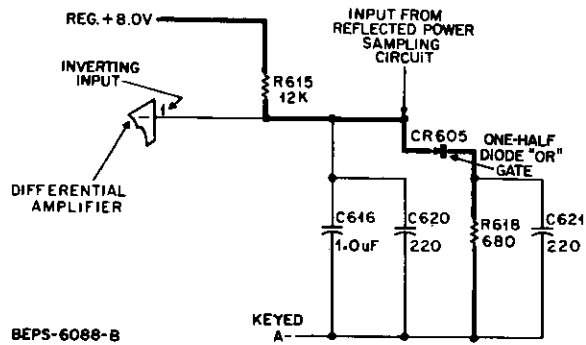 REG.+8.0V
INPUT FROM
REFLECTED POWER
SAMPLING
CIRCUIT
INVERTING
INPUT
R615
12K
1
CR605
ONE-HALF
DIODE "OR"
GATE
DIFFERENTIAL
AMPLIFIER
C616
1.0uF
C620
220
R618
680
C621
220
KEYED
A-
BEPS-6088-B